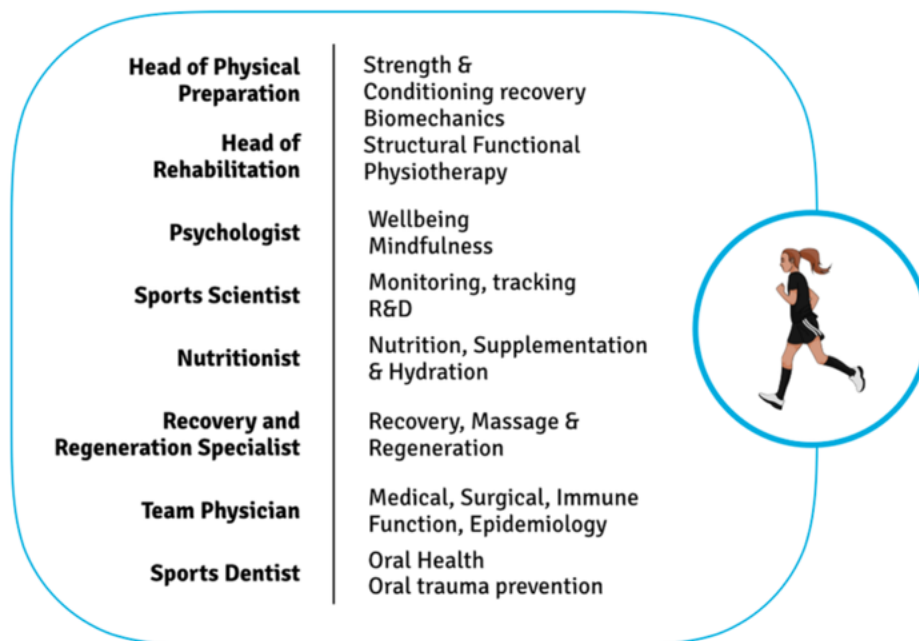 Head of Physical
Preparation
Strength &
Conditioning recovery
Biomechanics
Head of
Rehabilitation
Structural Functional
Physiotherapy
Psychologist
Wellbeing
Mindfulness
Sports Scientist
Monitoring, tracking
R&D
Nutritionist
Nutrition, Supplementation
& Hydration
Recovery and
Regeneration Specialist
Recovery, Massage &
Regeneration
Team Physician
Medical, Surgical, Immune
Function, Epidemiology
Sports Dentist
Oral Health
Oral trauma prevention